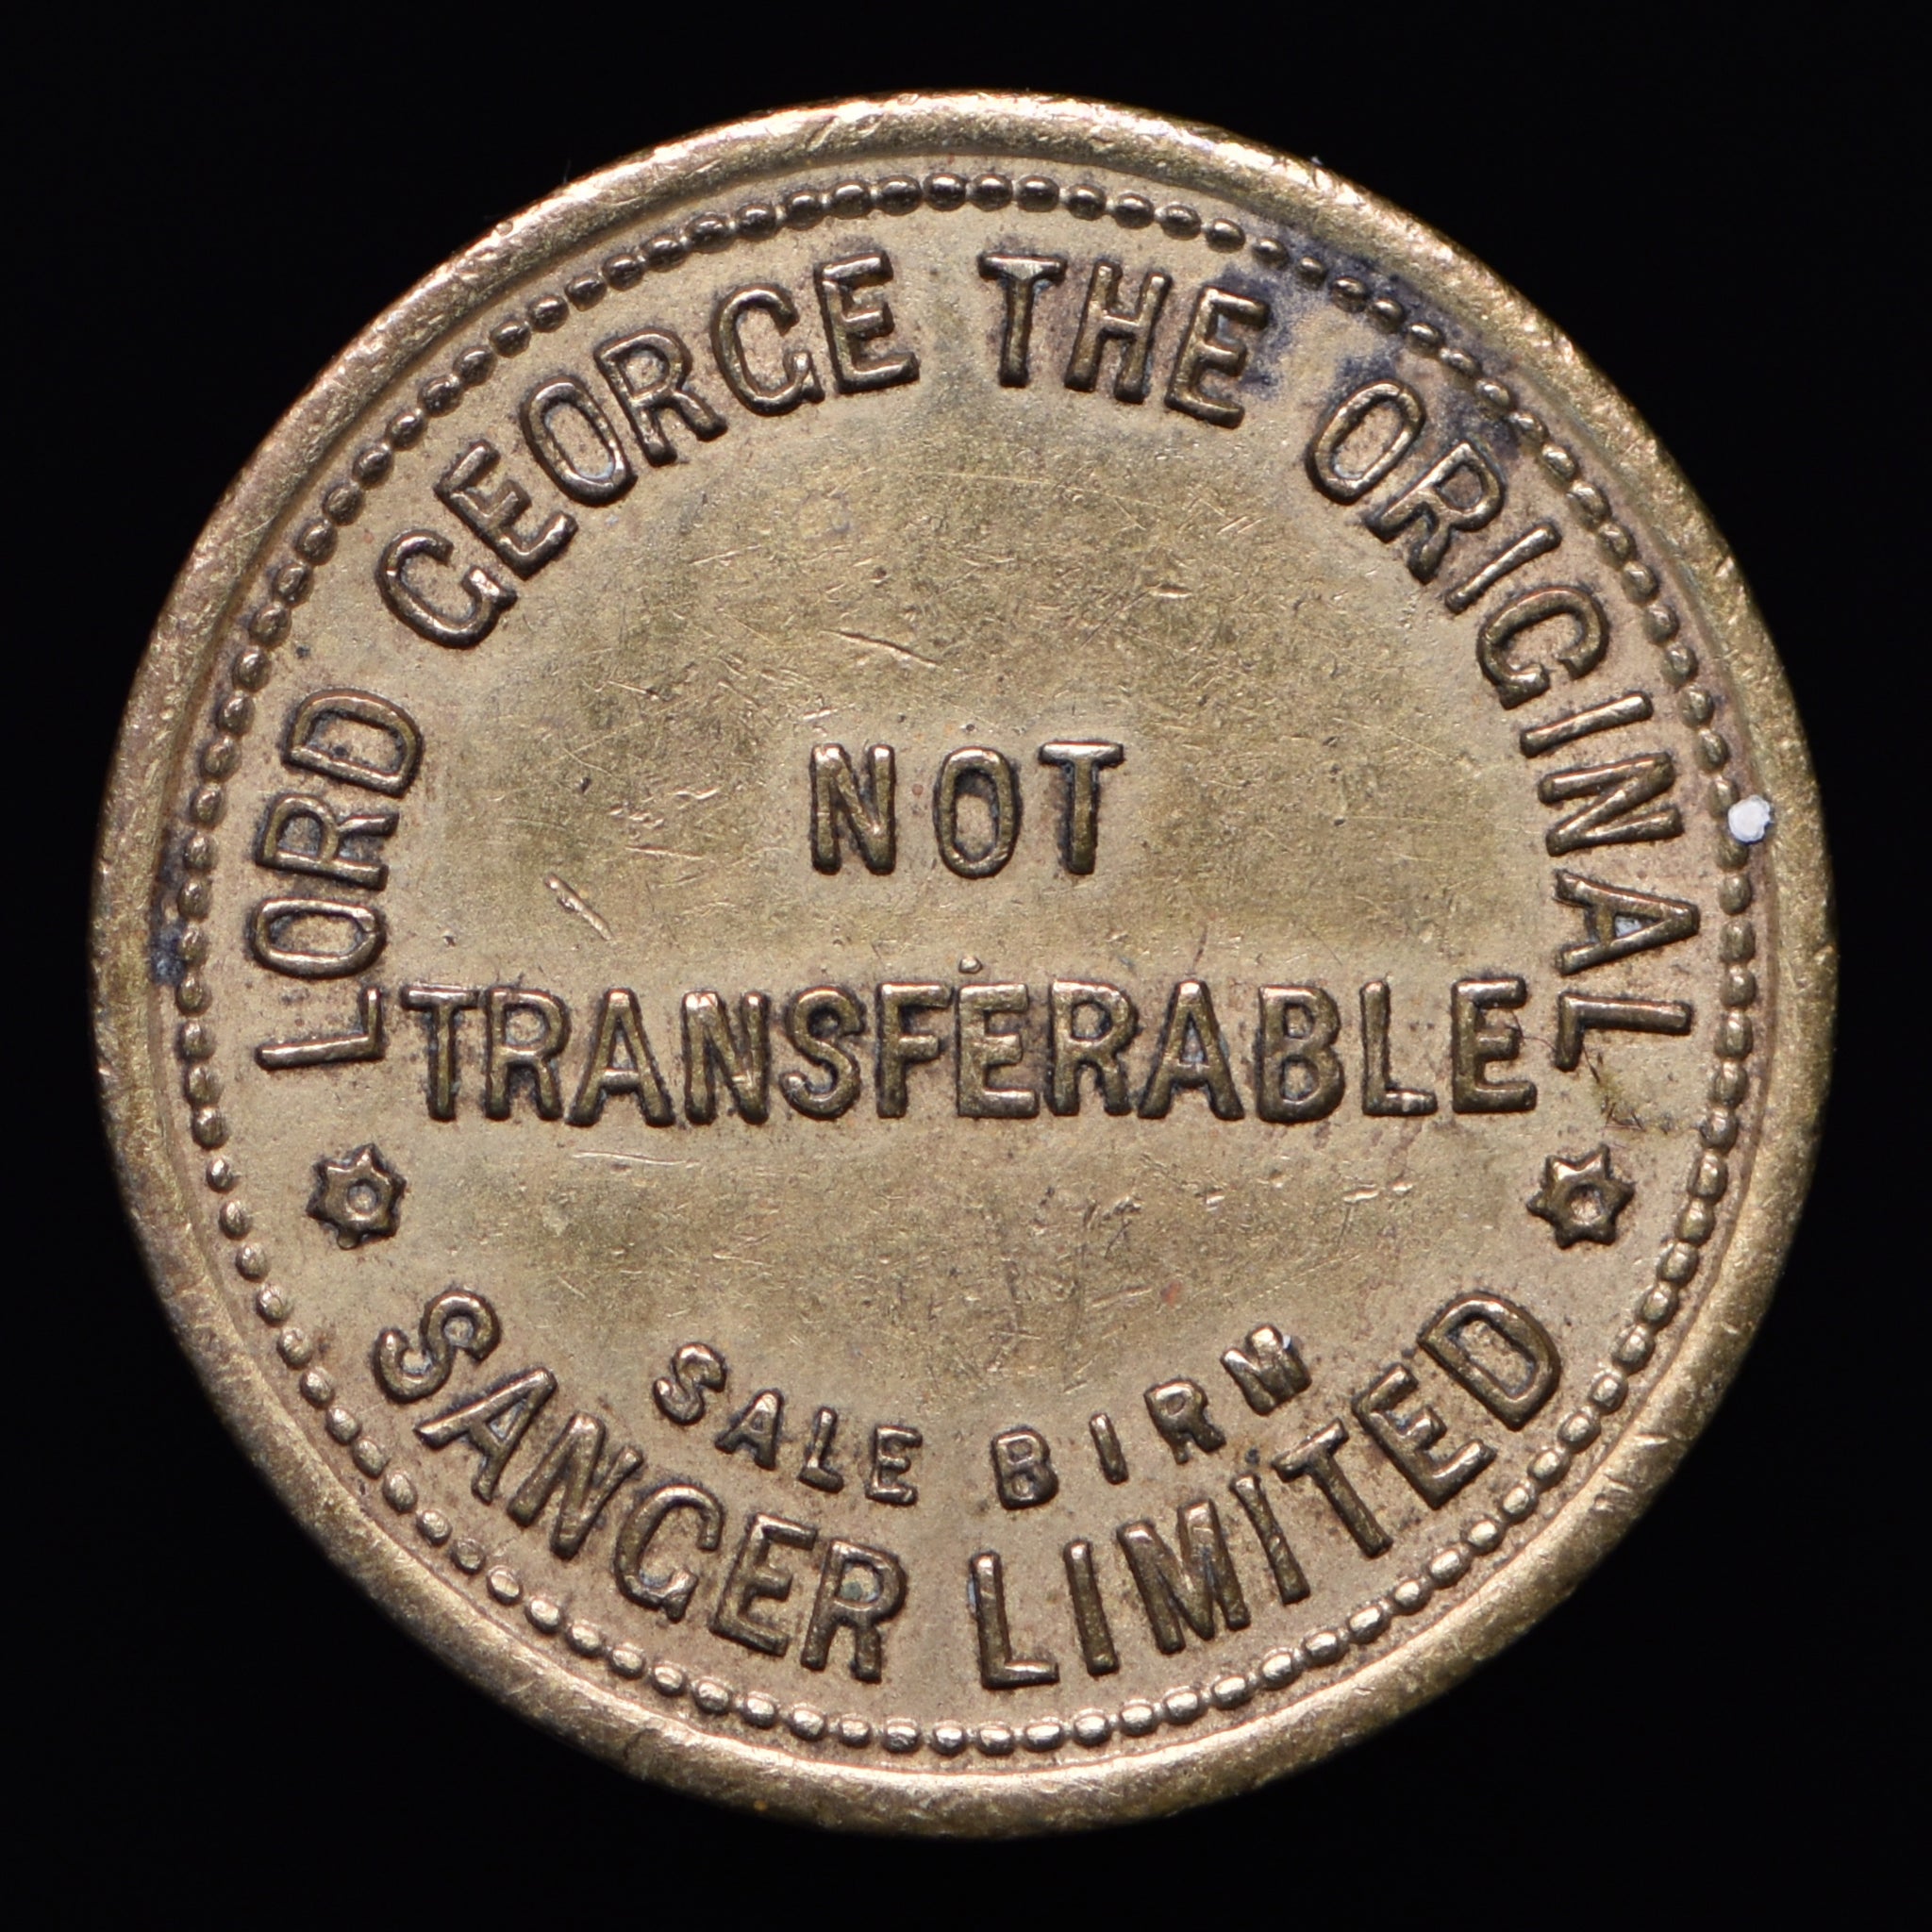 LORD GEORGE THE ORIGINAL
NOT
TRANSFERABLE
SALE BIRM
SANGER LIMITED